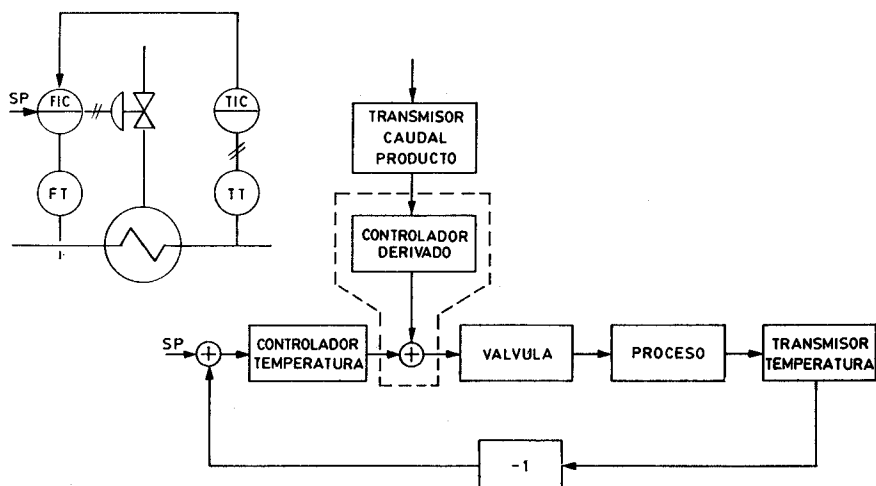 SP
FIC
TIC
FT
TT
TRANSMISOR
CAUDAL
PRODUCTO
CONTROLADOR
DERIVADO
SP
CONTROLADOR
TEMPERATURA
VALVULA
PROCESO
TRANSMISOR
TEMPERATURA
-1